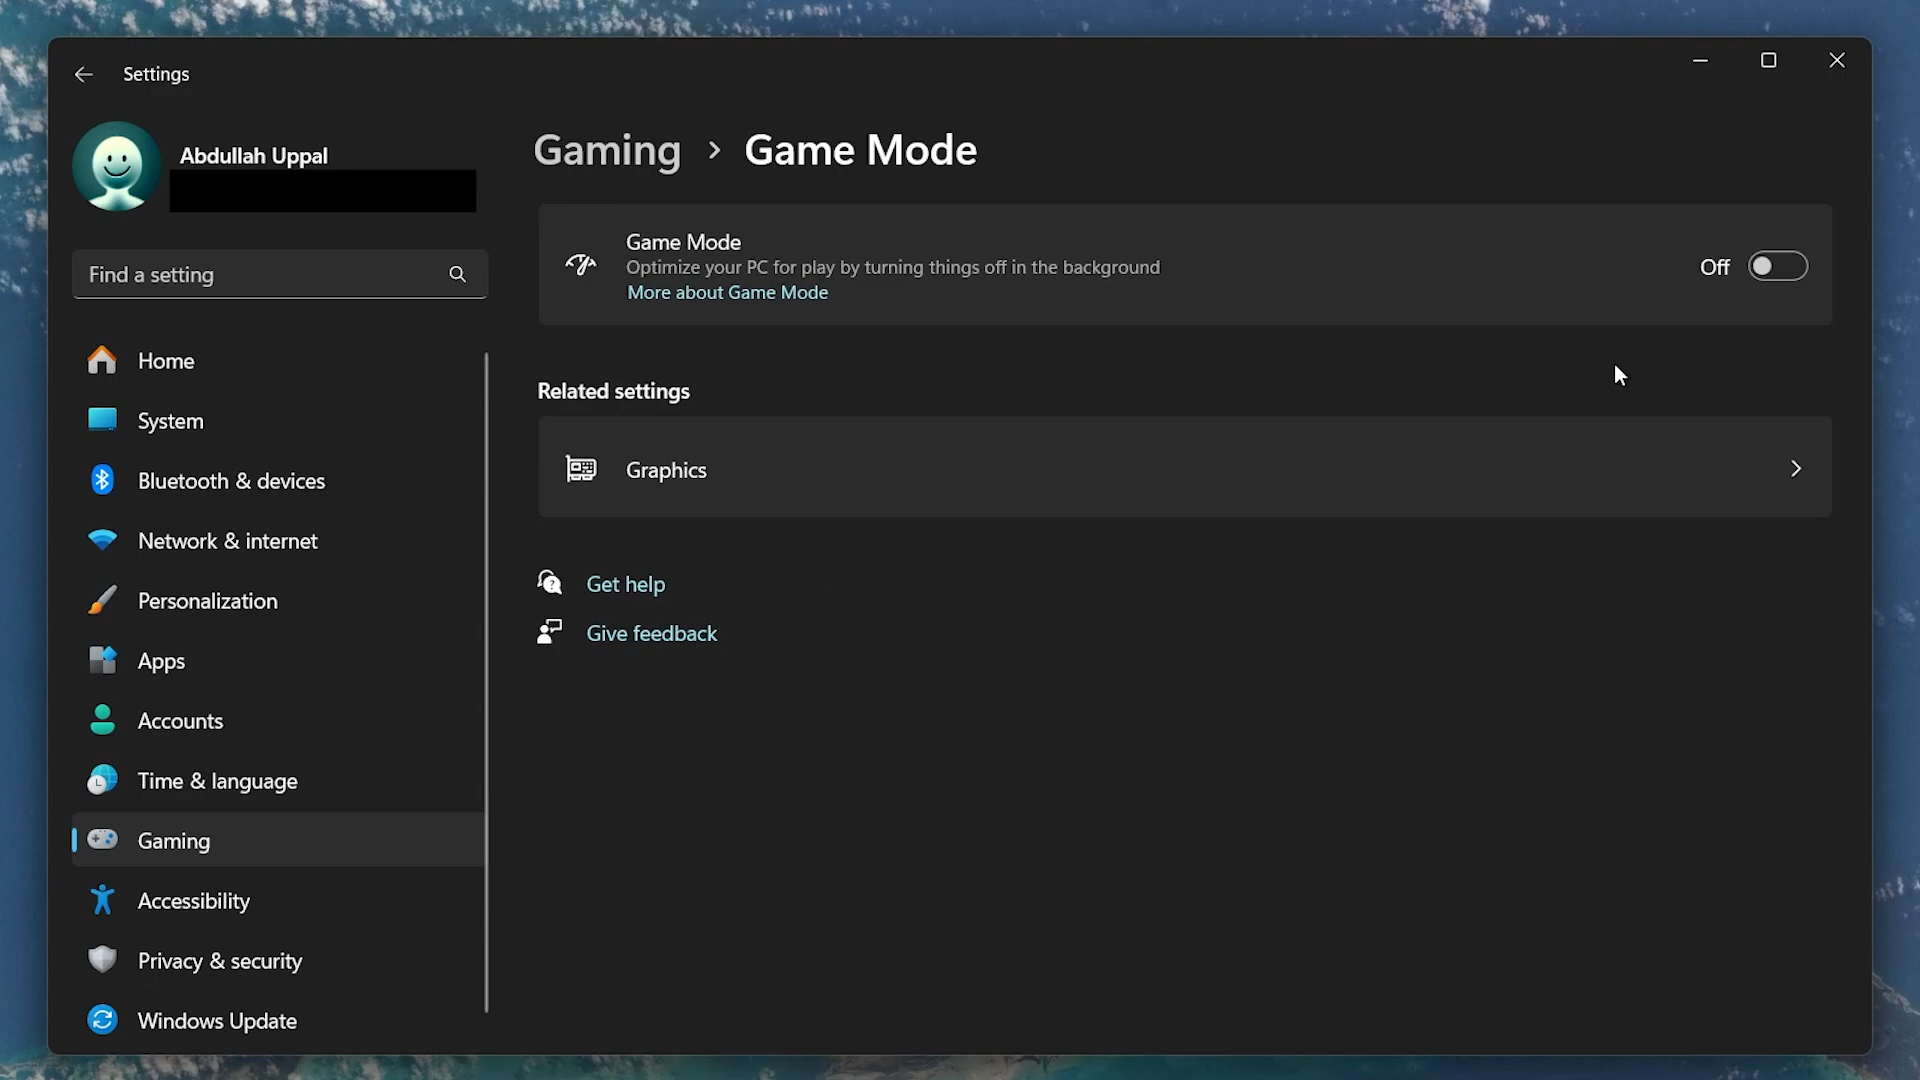 Settings
Abdullah Uppal
Find a setting
Home
System
Bluetooth & devices
Network & internet
Personalization
Apps
Accounts
Time & language
Gaming
Accessibility
Privacy & security
Windows Update
Gaming > Game Mode
Game Mode
Optimize your PC for play by turning things off in the background
More about Game Mode
Off
Related settings
Graphics
Get help
Give feedback